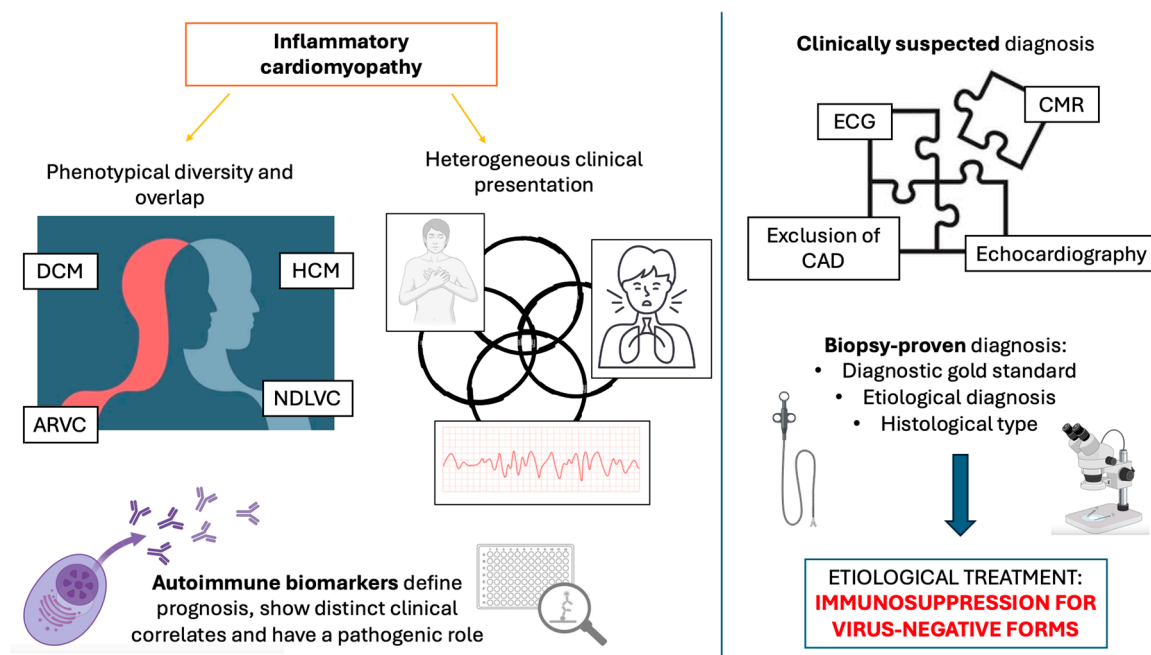 Inflammatory
cardiomyopathy
Phenotypical diversity and
overlap
DCM
HCM
ARVC
NDLVC
Heterogeneous clinical
presentation
Autoimmune biomarkers define
prognosis, show distinct clinical
correlates and have a pathogenic role
Clinically suspected diagnosis
ECG
CMR
Exclusion of
CAD
Echocardiography
Biopsy-proven diagnosis:
• Diagnostic gold standard
• Etiological diagnosis
• Histological type
ETIOLOGICAL TREATMENT:
IMMUNOSUPPRESSION FOR
VIRUS-NEGATIVE FORMS